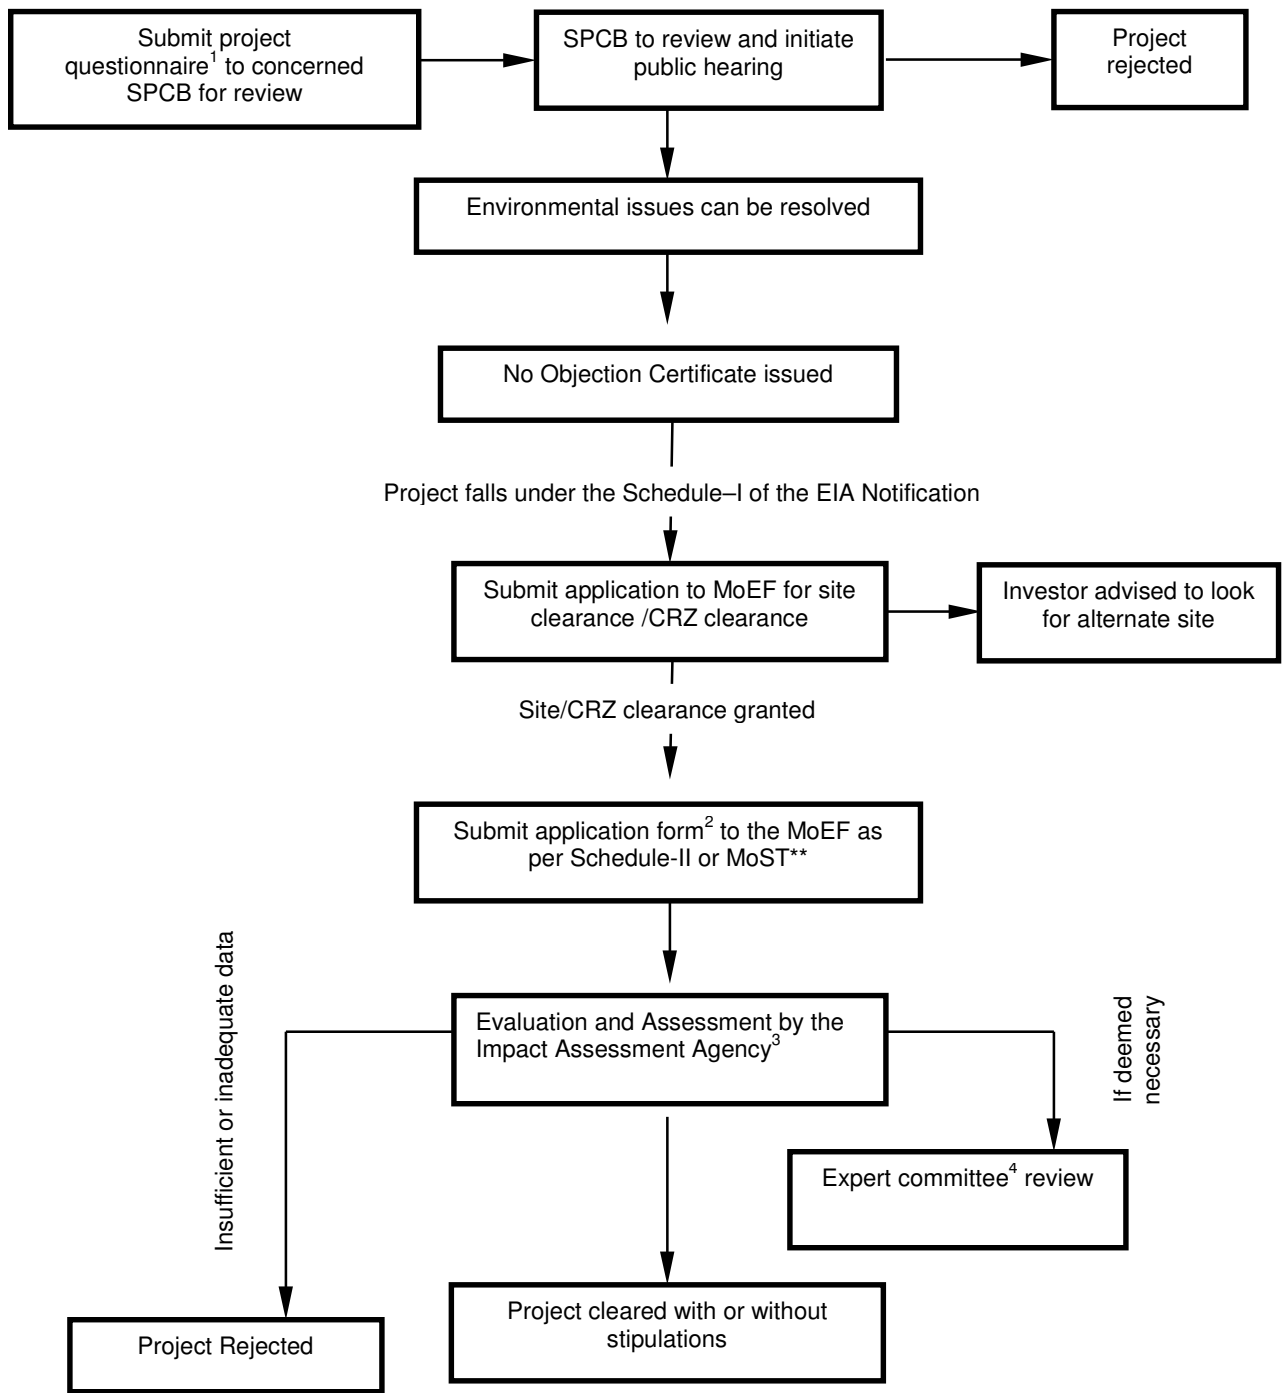 Submit project
questionnaire1 to concerned
SPCB for review
SPCB to review and initiate
public hearing
Project
rejected
Environmental issues can be resolved
No Objection Certificate issued
Project falls under the Schedule–I of the EIA Notification
Submit application to MoEF for site
clearance /CRZ clearance
Investor advised to look
for alternate site
Site/CRZ clearance granted
Submit application form2 to the MoEF as
per Schedule-II or MoST**
Insufficient or inadequate data
Evaluation and Assessment by the
Impact Assessment Agency3
If deemed
necessary
Expert committee4 review
Project cleared with or without
stipulations
Project Rejected